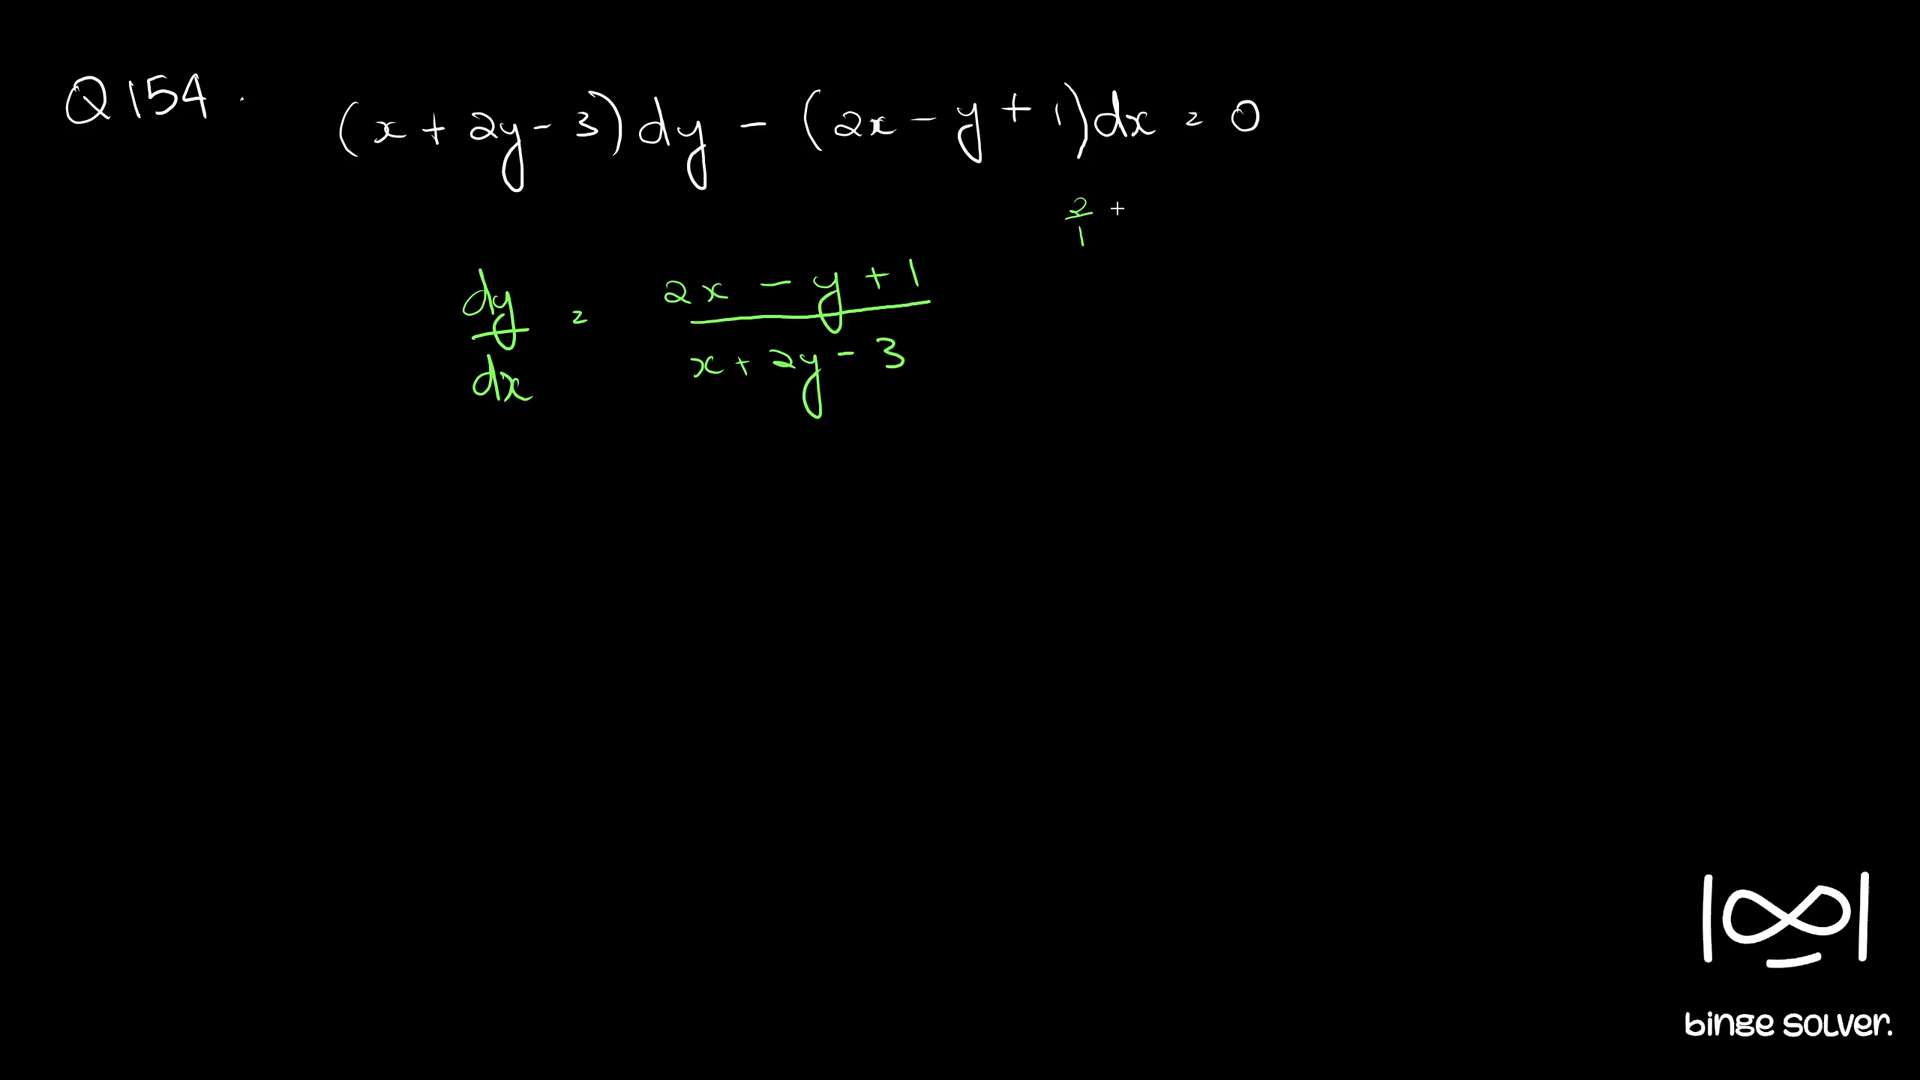 Q154. (x + 2y - 3) dy - (2x - y + 1) dx = 0
2/1 +
dy/dx = (2x - y + 1)/(x + 2y - 3)
binge solver.